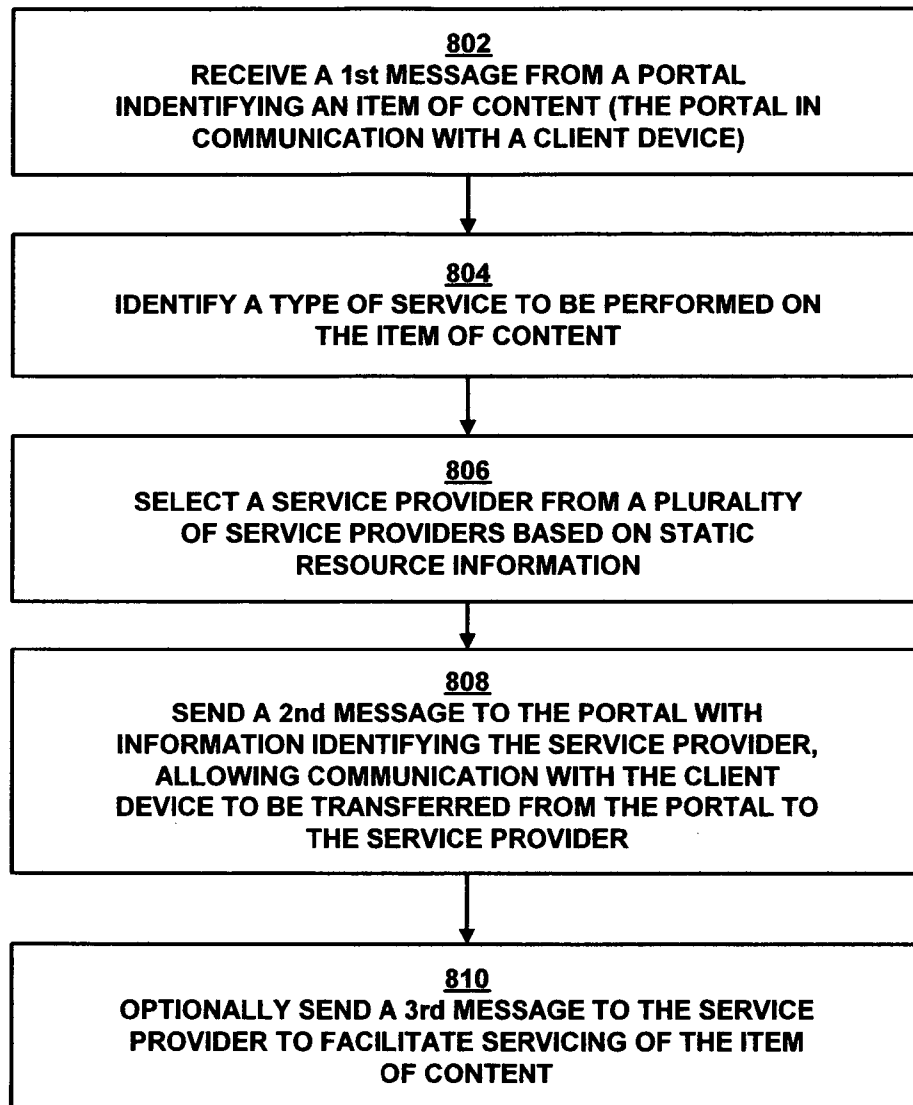 802
RECEIVE A 1st MESSAGE FROM A PORTAL
INDENTIFYING AN ITEM OF CONTENT (THE PORTAL IN
COMMUNICATION WITH A CLIENT DEVICE)
804
IDENTIFY A TYPE OF SERVICE TO BE PERFORMED ON
THE ITEM OF CONTENT
806
SELECT A SERVICE PROVIDER FROM A PLURALITY
OF SERVICE PROVIDERS BASED ON STATIC
RESOURCE INFORMATION
808
SEND A 2nd MESSAGE TO THE PORTAL WITH
INFORMATION IDENTIFYING THE SERVICE PROVIDER,
ALLOWING COMMUNICATION WITH THE CLIENT
DEVICE TO BE TRANSFERRED FROM THE PORTAL TO
THE SERVICE PROVIDER
810
OPTIONALLY SEND A 3rd MESSAGE TO THE SERVICE
PROVIDER TO FACILITATE SERVICING OF THE ITEM
OF CONTENT